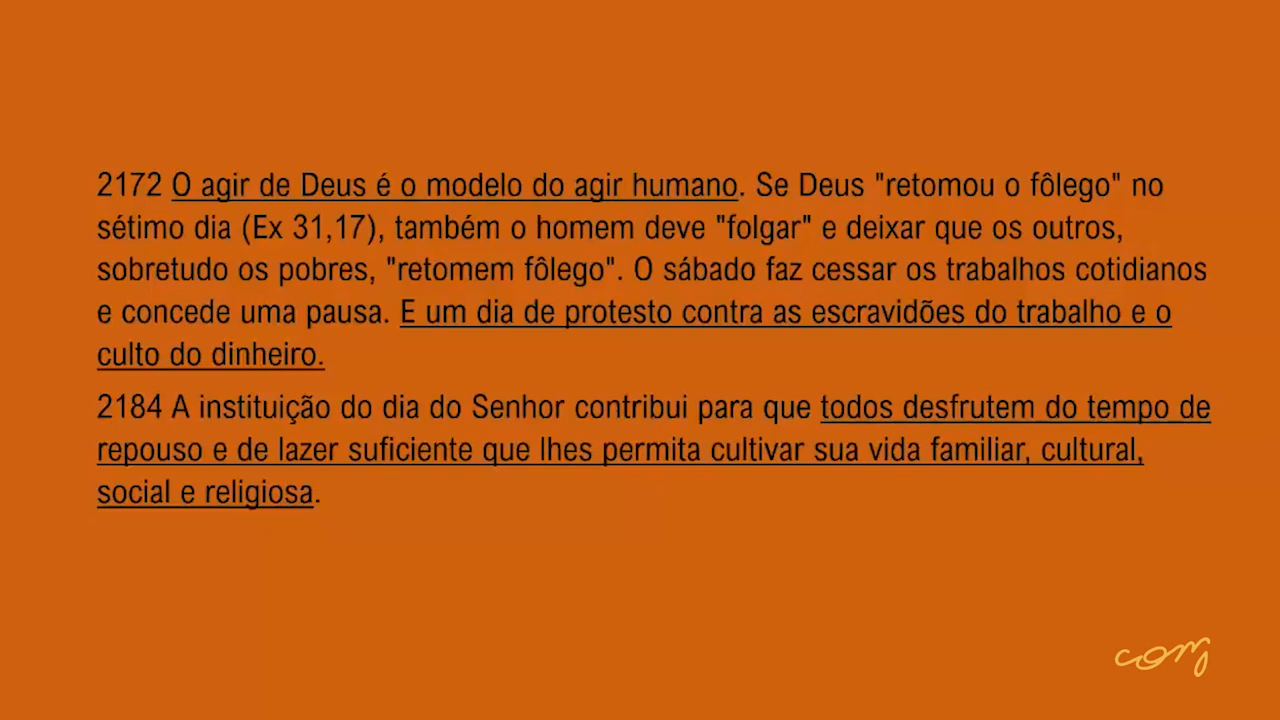 2172 O agir de Deus é o modelo do agir humano. Se Deus "retomou o fôlego" no
sétimo dia (Ex 31,17), também o homem deve "folgar" e deixar que os outros,
sobretudo os pobres, "retomem fôlego". O sábado faz cessar os trabalhos cotidianos
e concede uma pausa. E um dia de protesto contra as escravidões do trabalho e o
culto do dinheiro.
2184 A instituição do dia do Senhor contribui para que todos desfrutem do tempo de
repouso e de lazer suficiente que lhes permita cultivar sua vida familiar, cultural,
social e religiosa.